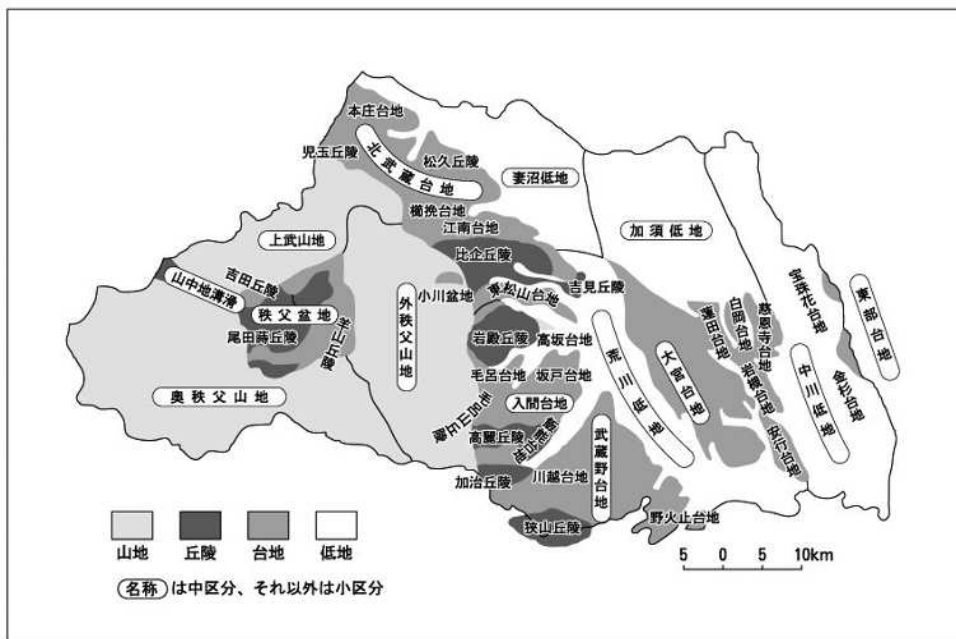 本庄台地
児玉丘陵
北武蔵台地
松久丘陵
妻沼低地
櫛挽台地
江南台地
加須低地
上武山地
比企丘陵
山中地溝滑
吉田丘陵
小川盆地
東松山台地
吉見丘陵
秩父盆地
尾田蒔丘陵
羊山丘陵
外秩父山地
岩殿丘陵
高坂台地
荒川低地
大宮台地
蓮田台地
白岡台地
慈恩寺台地
宝珠花台地
東部台地
毛呂台地
坂戸台地
岩槻台地
中川低地
金杉台地
奥秩父山地
毛呂山丘陵
入間台地
飯能台地
高麗丘陵
武蔵野台地
安行台地
加治丘陵
川越台地
狭山丘陵
野火止台地
山地 丘陵 台地 低地
5 0 5 10km
名称 は中区分、それ以外は小区分